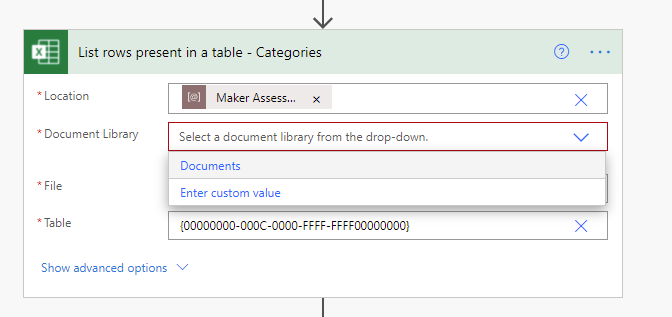 List rows present in a table - Categories
* Location
Maker Assess...
* Document Library
Select a document library from the drop-down.
Documents
Enter custom value
* File
* Table
{00000000-000C-0000-FFFF-FFFF00000000}
Show advanced options